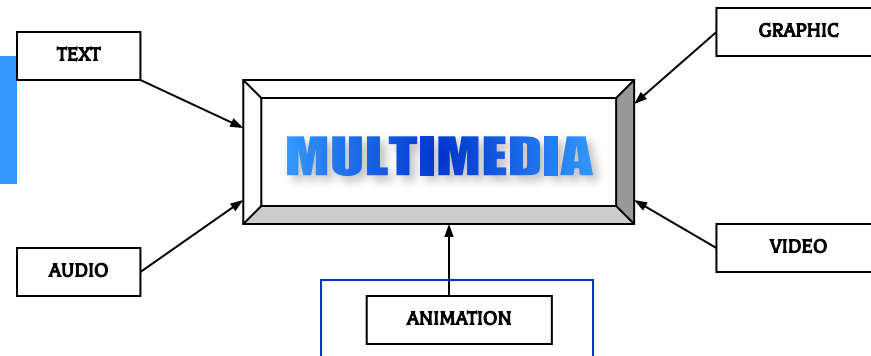 GRAPHIC
TEXT
MULTIMEDIA
AUDIO
VIDEO
ANIMATION